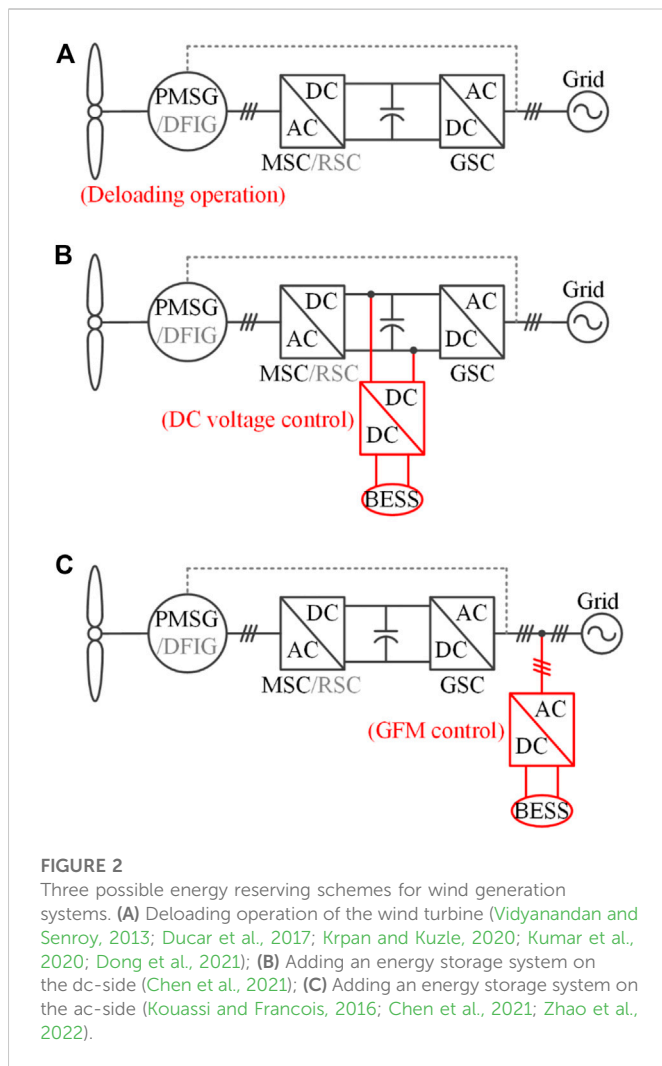 A
PMSG
/DFIG
DC
AC
MSC/RSC
AC
DC
GSC
Grid
(Deloading operation)
B
PMSG
/DFIG
DC
AC
MSC/RSC
AC
DC
GSC
Grid
(DC voltage control)
DC
DC
BESS
C
PMSG
/DFIG
DC
AC
MSC/RSC
AC
DC
GSC
Grid
(GFM control)
AC
DC
BESS
FIGURE 2
Three possible energy reserving schemes for wind generation
systems. (A) Deloading operation of the wind turbine (Vidyanandan and
Senroy, 2013; Ducar et al., 2017; Krpan and Kuzle, 2020; Kumar et al.,
2020; Dong et al., 2021); (B) Adding an energy storage system on
the dc-side (Chen et al., 2021); (C) Adding an energy storage system on
the ac-side (Kouassi and Francois, 2016; Chen et al., 2021; Zhao et al.,
2022).